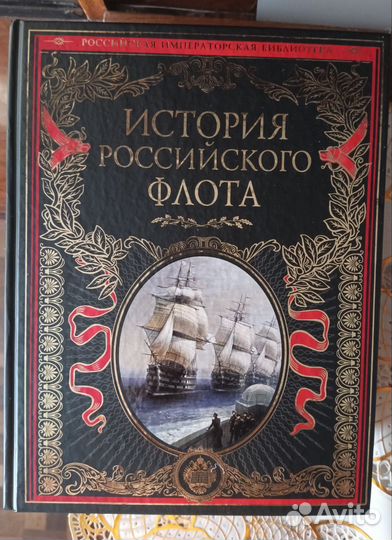 РОССИЙСКАЯ ИМПЕРАТОРСКАЯ БИБЛИОТЕКА
ИСТОРИЯ
РОССИЙСКОГО
ФЛОТА
Avito